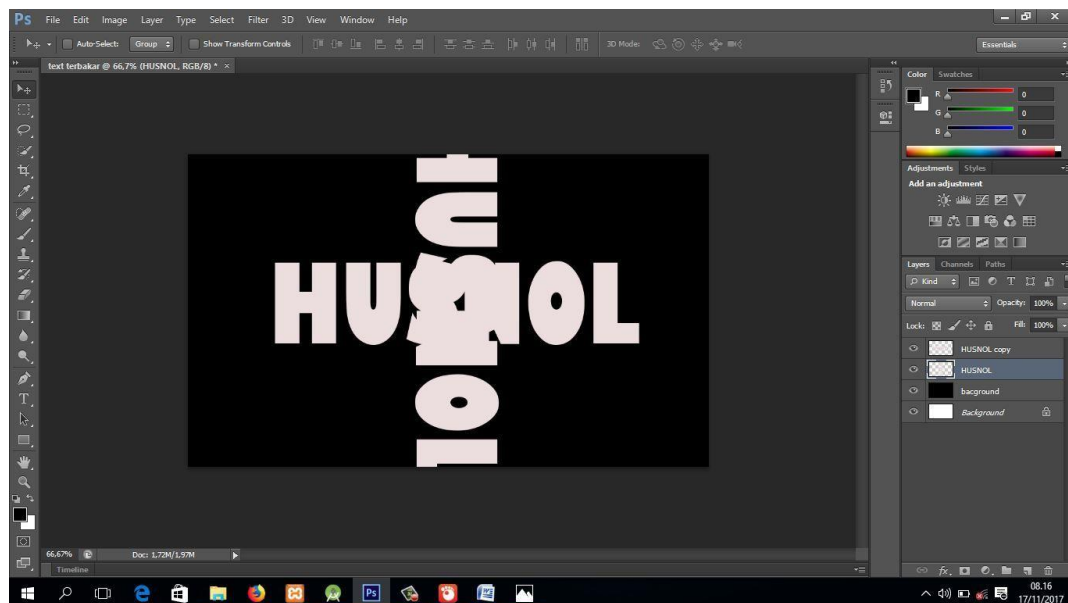 Ps File Edit Image Layer Type Select Filter 3D View Window Help
Auto-Select: Group Show Transform Controls 3D Mode: Essentials
text terbakar @ 66,7% (HUSNOL, RGB/8) * ×
Color Swatches
R 0
G 0
B 0
Adjustments Styles
Add an adjustment
HUSNOL
HUSNOL
Layers Channels Paths
Kind
Normal Opacity: 100%
Lock: Fill: 100%
HUSNOL copy
HUSNOL
bacground
Background
66,67% Doc: 1,72M/1,97M
Timeline
Ps
08.16
17/11/2017